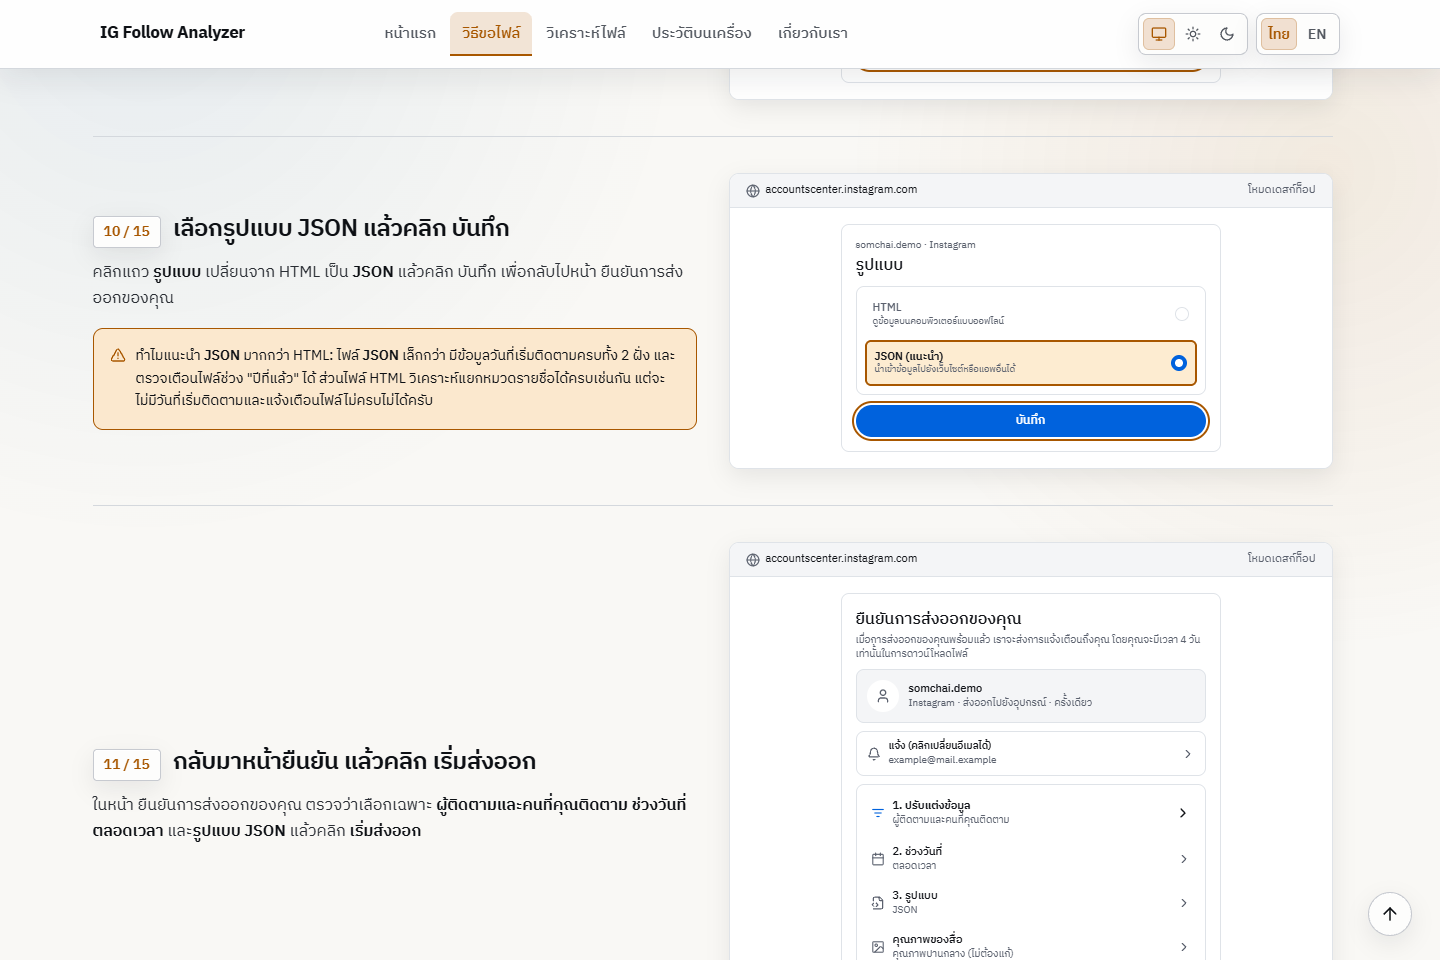 IG Follow Analyzer
หน้าแรก
วิธีขอไฟล์
วิเคราะห์ไฟล์
ประวัติบนเครื่อง
เกี่ยวกับเรา
ไทย
EN
10 / 15
เลือกรูปแบบ JSON แล้วคลิก บันทึก
คลิกแถว รูปแบบ เปลี่ยนจาก HTML เป็น JSON แล้วคลิก บันทึก เพื่อกลับไปหน้า ยืนยันการส่ง
ออกของคุณ
ทำไมแนะนำ JSON มากกว่า HTML: ไฟล์ JSON เล็กกว่า มีข้อมูลวันที่เริ่มติดตามครบทั้ง 2 ฝั่ง และ
ตรวจเตือนไฟล์ช่วง "ปีที่แล้ว" ได้ ส่วนไฟล์ HTML วิเคราะห์แยกหมวดรายชื่อได้ครบเช่นกัน แต่จะ
ไม่มีวันที่เริ่มติดตามและแจ้งเตือนไฟล์ไม่ครบไม่ได้ครับ
accountscenter.instagram.com
โหมดเดสก์ท็อป
somchai.demo · Instagram
รูปแบบ
HTML
ดูข้อมูลบนคอมพิวเตอร์แบบออฟไลน์
JSON (แนะนำ)
นำเข้าข้อมูลไปยังเว็บไซต์หรือแอพอื่นได้
บันทึก
11 / 15
กลับมาหน้ายืนยัน แล้วคลิก เริ่มส่งออก
ในหน้า ยืนยันการส่งออกของคุณ ตรวจว่าเลือกเฉพาะ ผู้ติดตามและคนที่คุณติดตาม ช่วงวันที่
ตลอดเวลา และรูปแบบ JSON แล้วคลิก เริ่มส่งออก
accountscenter.instagram.com
โหมดเดสก์ท็อป
ยืนยันการส่งออกของคุณ
เมื่อการส่งออกของคุณพร้อมแล้ว เราจะส่งการแจ้งเตือนถึงคุณ โดยคุณจะมีเวลา 4 วัน
เท่านั้นในการดาวน์โหลดไฟล์
somchai.demo
Instagram · ส่งออกไปยังอุปกรณ์ · ครั้งเดียว
แจ้ง (คลิกเปลี่ยนอีเมลได้)
example@mail.example
1. ปรับแต่งข้อมูล
ผู้ติดตามและคนที่คุณติดตาม
2. ช่วงวันที่
ตลอดเวลา
3. รูปแบบ
JSON
คุณภาพของสื่อ
คุณภาพปานกลาง (ไม่ต้องแก้)